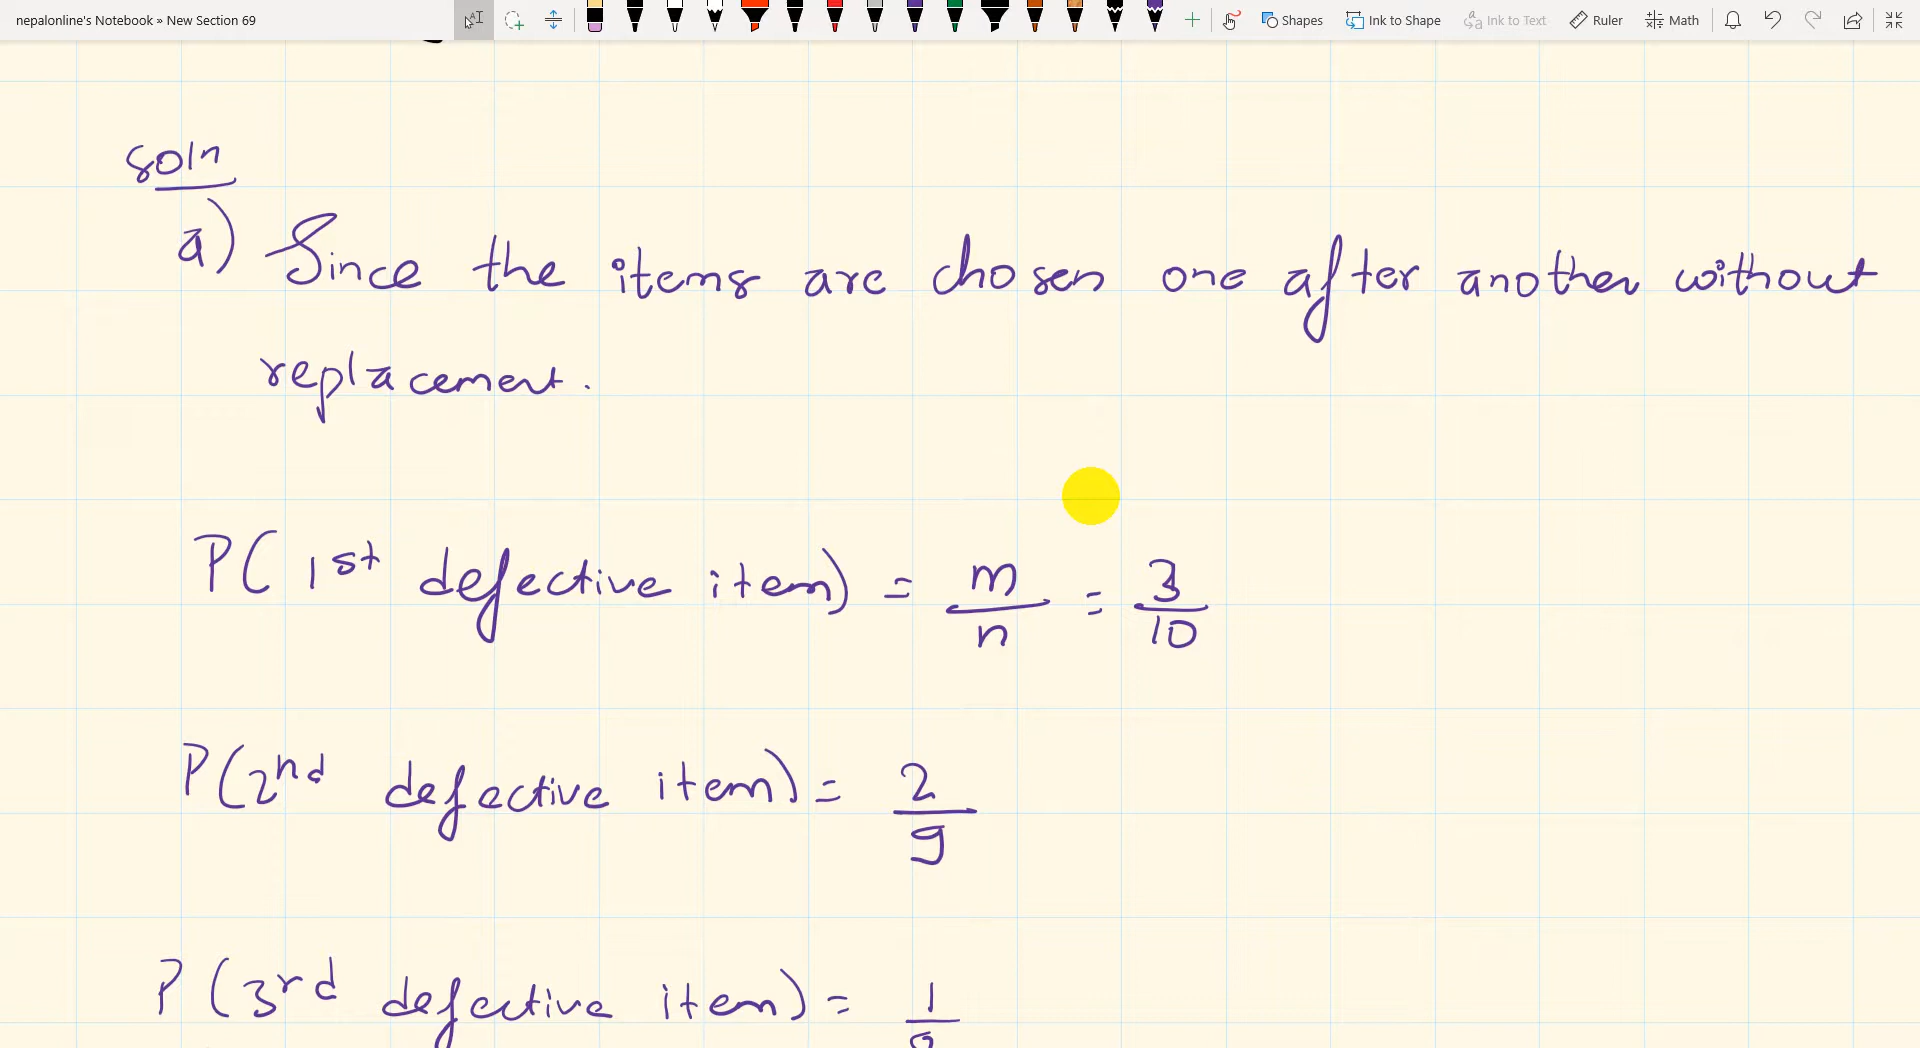 nepalonline's Notebook » New Section 69
Shapes
Ink to Shape
Ink to Text
Ruler
Math
soln
a) Since the items are chosen one after another without
replacement.
P( 1st defective item) = m/n = 3/10
P(2nd defective item) = 2/9
P(3rd defective item) = 1/